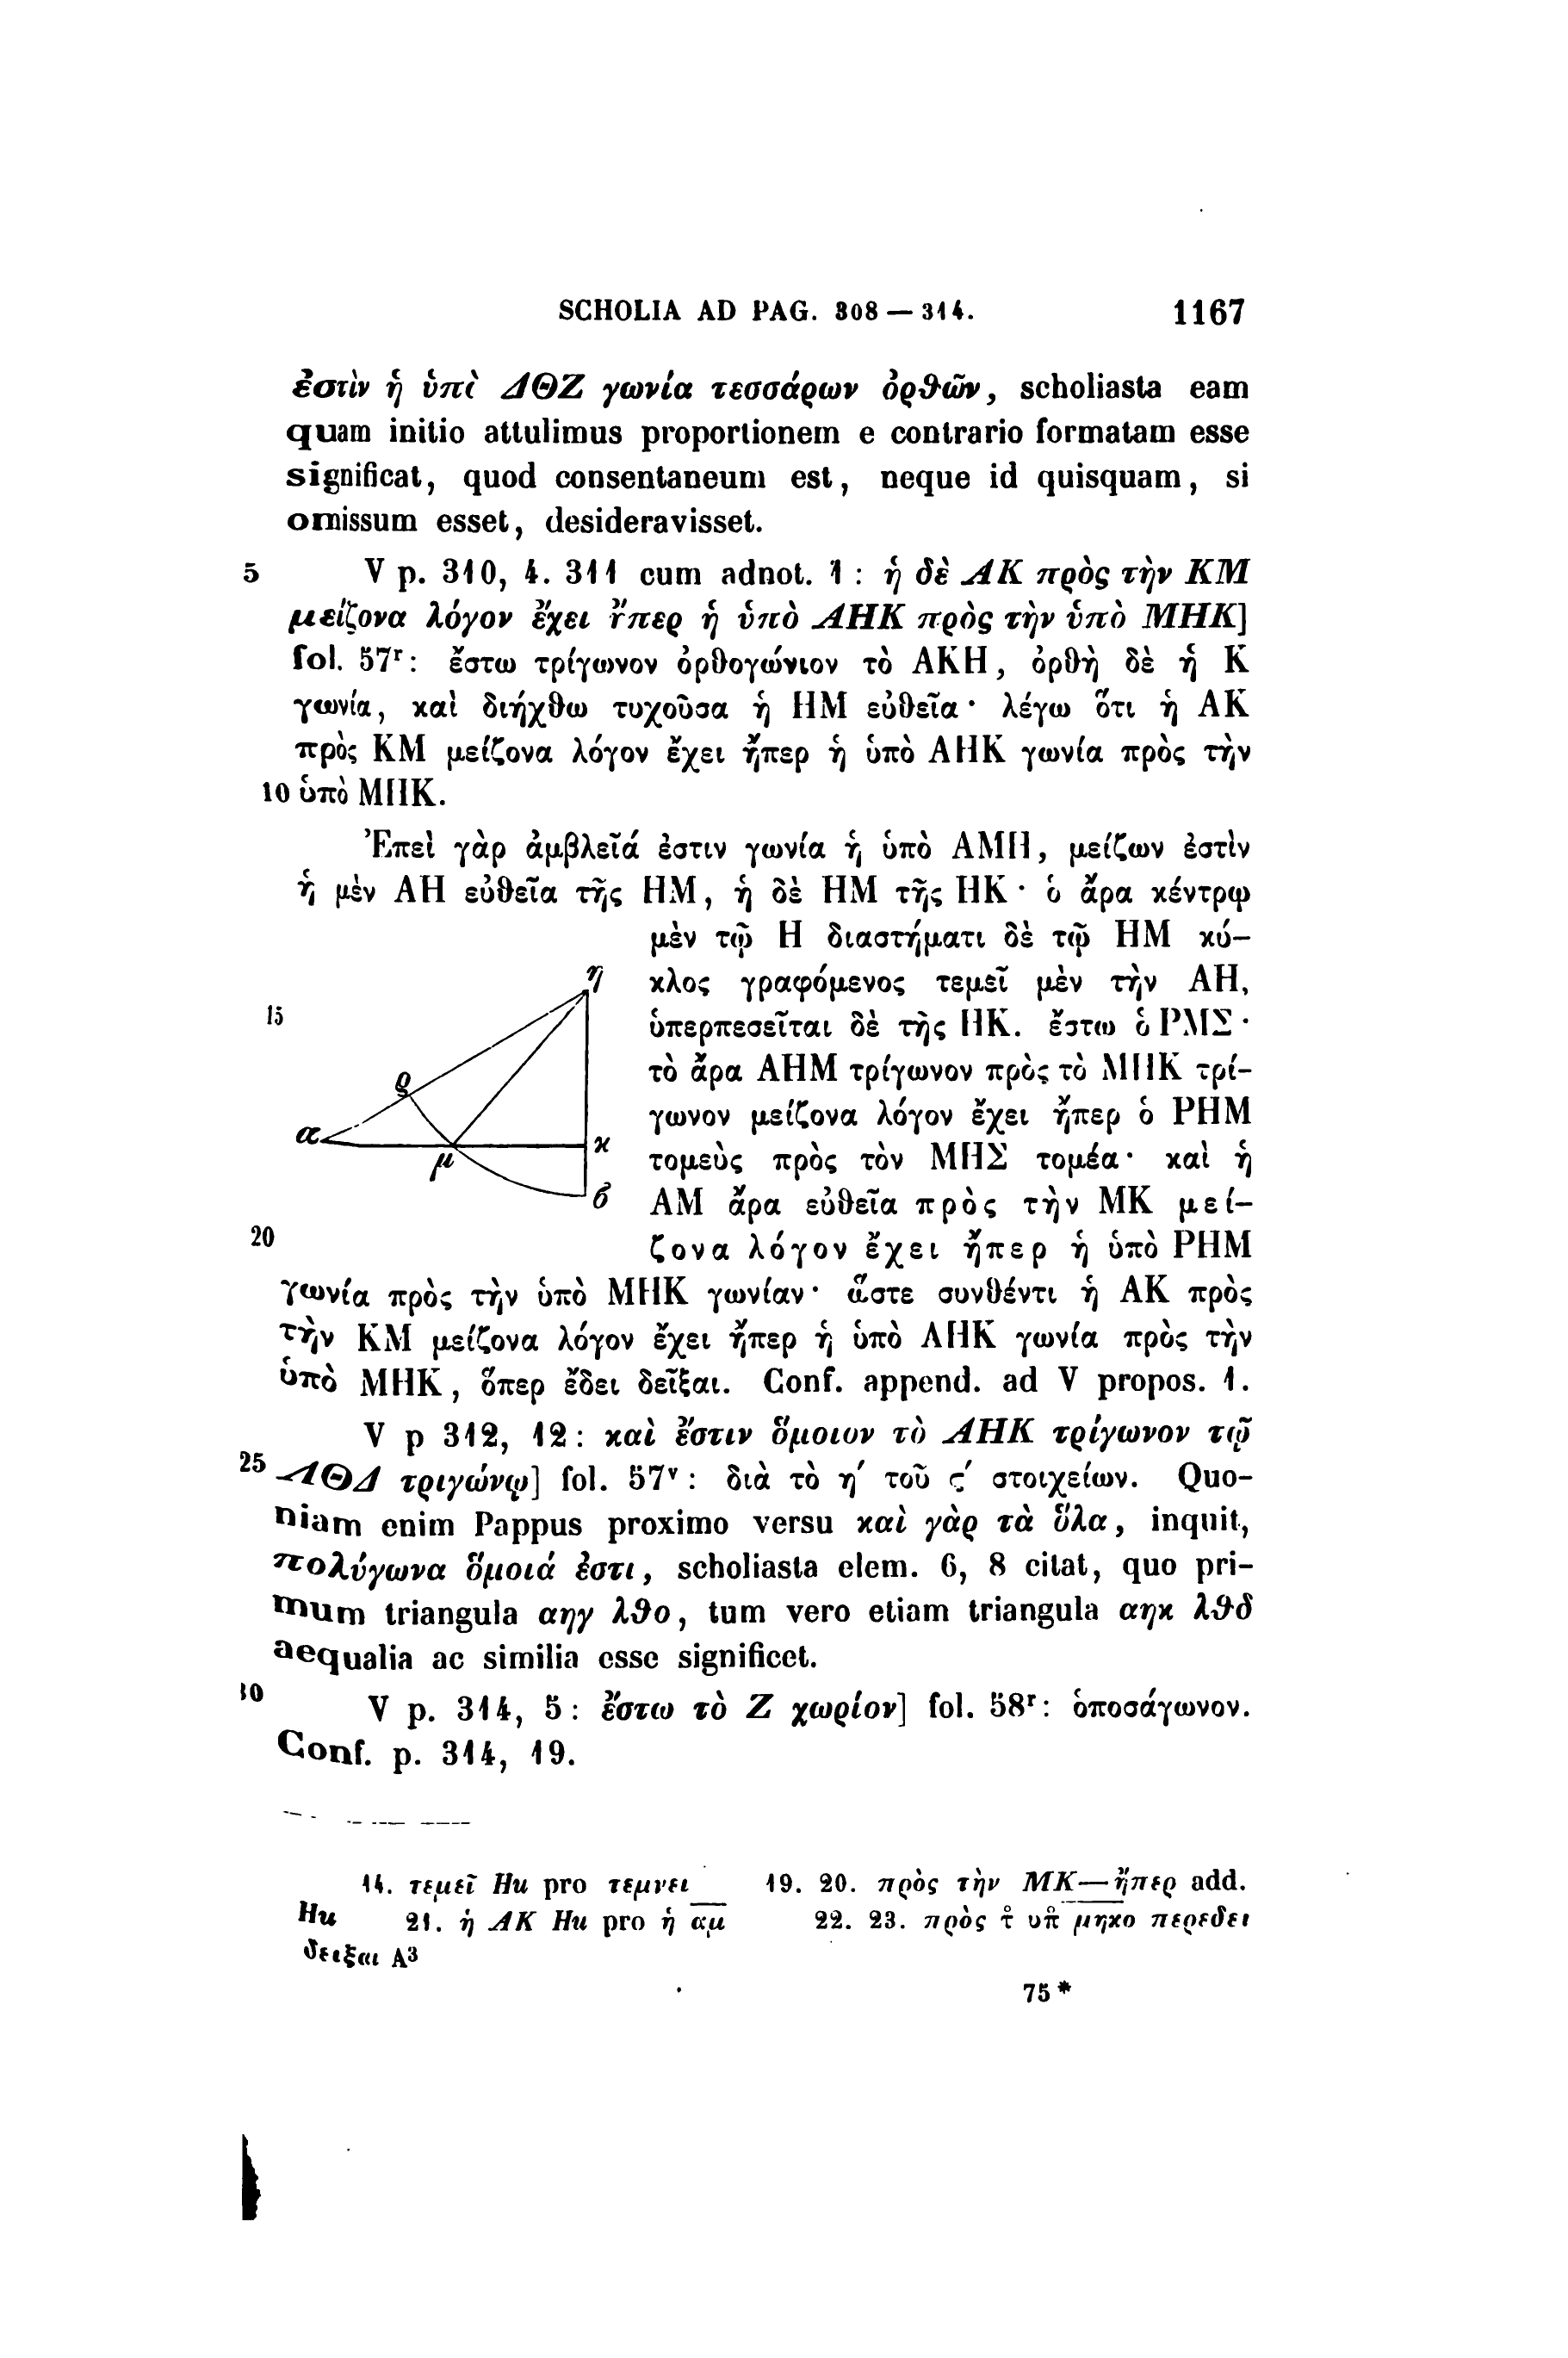 SCHOLIA AD PAG. 308 — 314. 1167
ἐστὶν ἡ ὑπὸ ΔΘΖ γωνία τεσσάρων ὀρθῶν, scholiasta eam
quam initio attulimus proportionem e contrario formatam esse
significat, quod consentaneum est, neque id quisquam, si
omissum esset, desideravisset.
5 V p. 310, 4. 311 cum adnot. 1: ἡ δὲ ΑΚ πρὸς τὴν ΚΜ
μείζονα λόγον ἔχει ἤπερ ἡ ὑπὸ ΑΗΚ πρὸς τὴν ὑπὸ ΜΗΚ]
fol. 57r: ἔστω τρίγωνον ὀρθογώνιον τὸ ΑΚΗ, ὀρθὴ δὲ ἡ Κ
γωνία, καὶ διήχθω τυχοῦσα ἡ ΗΜ εὐθεῖα· λέγω ὅτι ἡ ΑΚ
πρὸς ΚΜ μείζονα λόγον ἔχει ἤπερ ἡ ὑπὸ ΑΗΚ γωνία πρὸς τὴν
10 ὑπὸ ΜΗΚ.
Ἐπεὶ γὰρ ἀμβλεῖά ἐστιν γωνία ἡ ὑπὸ ΑΜΗ, μείζων ἐστὶν
ἡ μὲν ΑΗ εὐθεῖα τῆς ΗΜ, ἡ δὲ ΗΜ τῆς ΗΚ· ὁ ἄρα κέντρῳ
μὲν τῷ Η διαστήματι δὲ τῷ ΗΜ κύ-
κλος γραφόμενος τεμεῖ μὲν τὴν ΑΗ,
15 ὑπερπεσεῖται δὲ τῆς ΗΚ. ἔστω ὁ ΡΜΣ·
τὸ ἄρα ΑΗΜ τρίγωνον πρὸς τὸ ΜΗΚ τρί-
γωνον μείζονα λόγον ἔχει ἤπερ ὁ ΡΗΜ
τομεὺς πρὸς τὸν ΜΗΣ τομέα· καὶ ἡ
ΑΜ ἄρα εὐθεῖα πρὸς τὴν ΜΚ μεί-
20 ζονα λόγον ἔχει ἤπερ ἡ ὑπὸ ΡΗΜ
η
ρ
α
μ
κ
ϐ
γωνία πρὸς τὴν ὑπὸ ΜΗΚ γωνίαν· ὥστε συνθέντι ἡ ΑΚ πρὸς
τὴν ΚΜ μείζονα λόγον ἔχει ἤπερ ἡ ὑπὸ ΑΗΚ γωνία πρὸς τὴν
ὑπὸ ΜΗΚ, ὅπερ ἔδει δεῖξαι. Conf. append. ad V propos. 1.
V p 312, 12: καὶ ἔστιν ὅμοιον τὸ ΑΗΚ τρίγωνον τῷ
25 ΛΘΔ τριγώνῳ] fol. 57v: διὰ τὸ η′ τοῦ ϛ′ στοιχείων. Quo-
niam enim Pappus proximo versu καὶ γὰρ τὰ ὅλα, inquit,
πολύγωνα ὅμοιά ἐστι, scholiasta elem. 6, 8 citat, quo pri-
mum triangula αηγ λθο, tum vero etiam triangula αηκ λθδ
aequalia ac similia esse significet.
30 V p. 314, 5: ἔστω τὸ Ζ χωρίον] fol. 58r: ὁποσάγωνον.
Conf. p. 314, 19.
14. τεμεῖ Hu pro τεμνει 19. 20. πρὸς τὴν ΜΚ—ἤπερ add.
Hu 21. ἡ ΑΚ Hu pro ἡ αμ 22. 23. πρὸς τ υπ μηκο περεδει
δειξαι A3
75*